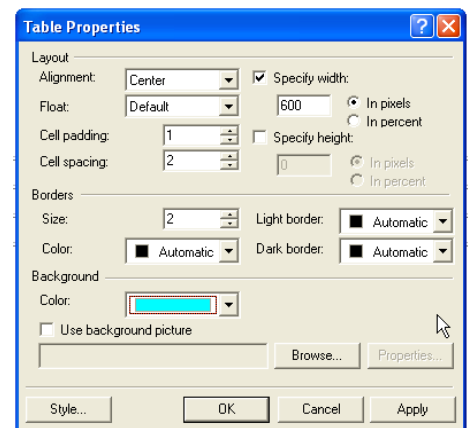 Table Properties
Layout
Alignment: Center Specify width:
Float: Default 600 In pixels
In percent
Cell padding: 1 Specify height:
Cell spacing: 2 0 In pixels
In percent
Borders
Size: 2 Light border: Automatic
Color: Automatic Dark border: Automatic
Background
Color:
Use background picture
Browse... Properties...
Style... OK Cancel Apply